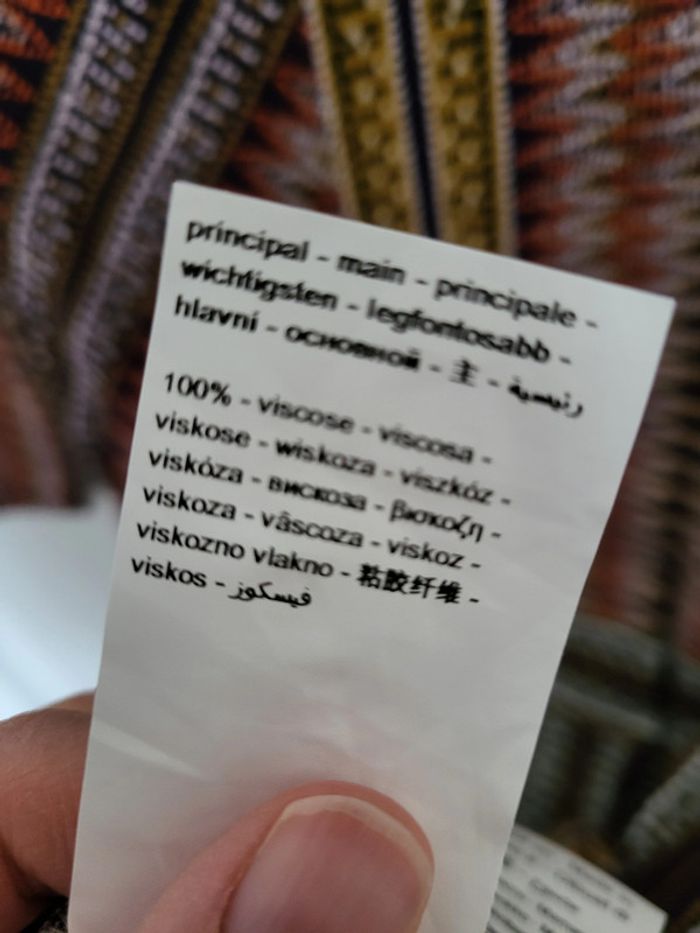 principal - main - principale -
wichtigsten - legfontosabb -
hlavní - основной - 主 - رئيسية
100% - viscose - viscosa -
viskose - wiskoza - viszkóz -
viskóza - вискоза - βισκοζη -
viskoza - vâscoza - viskoz -
viskozno vlakno - 粘胶纤维 -
viskos - فيسكوز